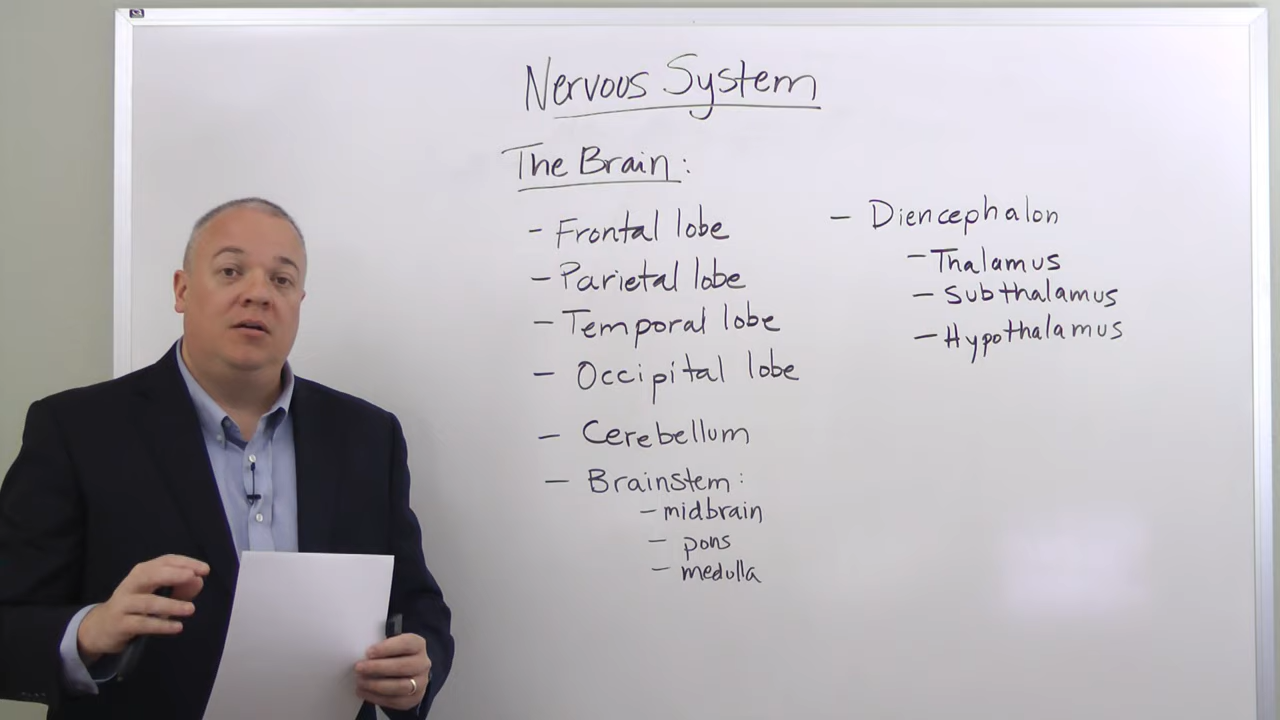 Nervous System
The Brain:
- Frontal lobe
- Parietal lobe
- Temporal lobe
- Occipital lobe
- Cerebellum
- Brainstem:
- midbrain
- pons
- medulla
- Diencephalon
- Thalamus
- Subthalamus
- Hypothalamus